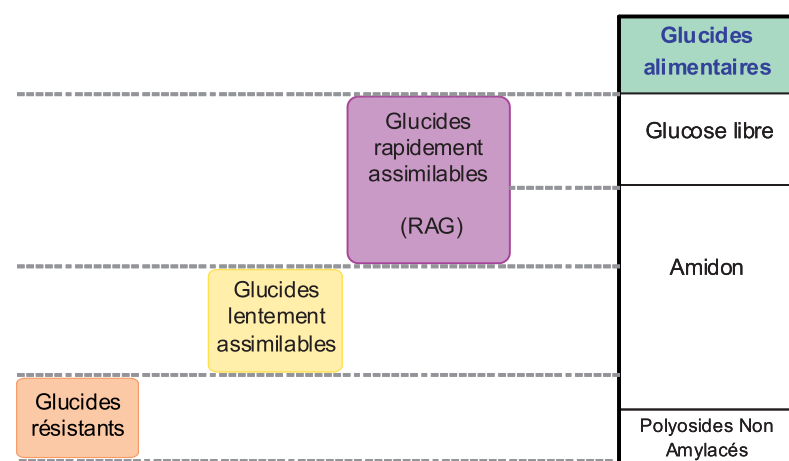 Glucides
alimentaires
Glucides
rapidement
assimilables
(RAG)
Glucose libre
Amidon
Glucides
lentement
assimilables
Glucides
résistants
Polyosides Non
Amylacés